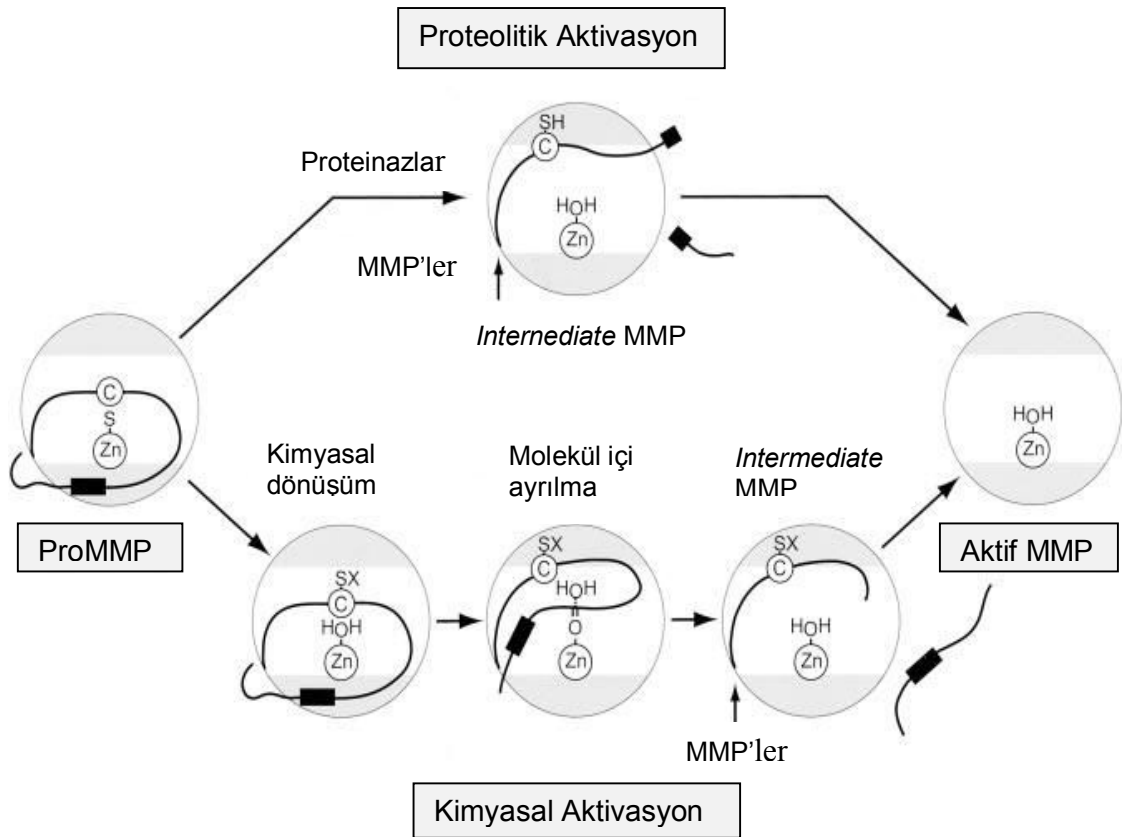 Proteolitik Aktivasyon
Proteinazlar
SH
C
HOH
Zn
MMP'ler
Internediate MMP
C
S
Zn
ProMMP
HOH
Zn
Aktif MMP
Kimyasal
dönüşüm
Molekül içi
ayrılma
Intermediate
MMP
SX
C
HOH
Zn
SX
C
HOH
O
Zn
SX
C
HOH
Zn
MMP'ler
Kimyasal Aktivasyon